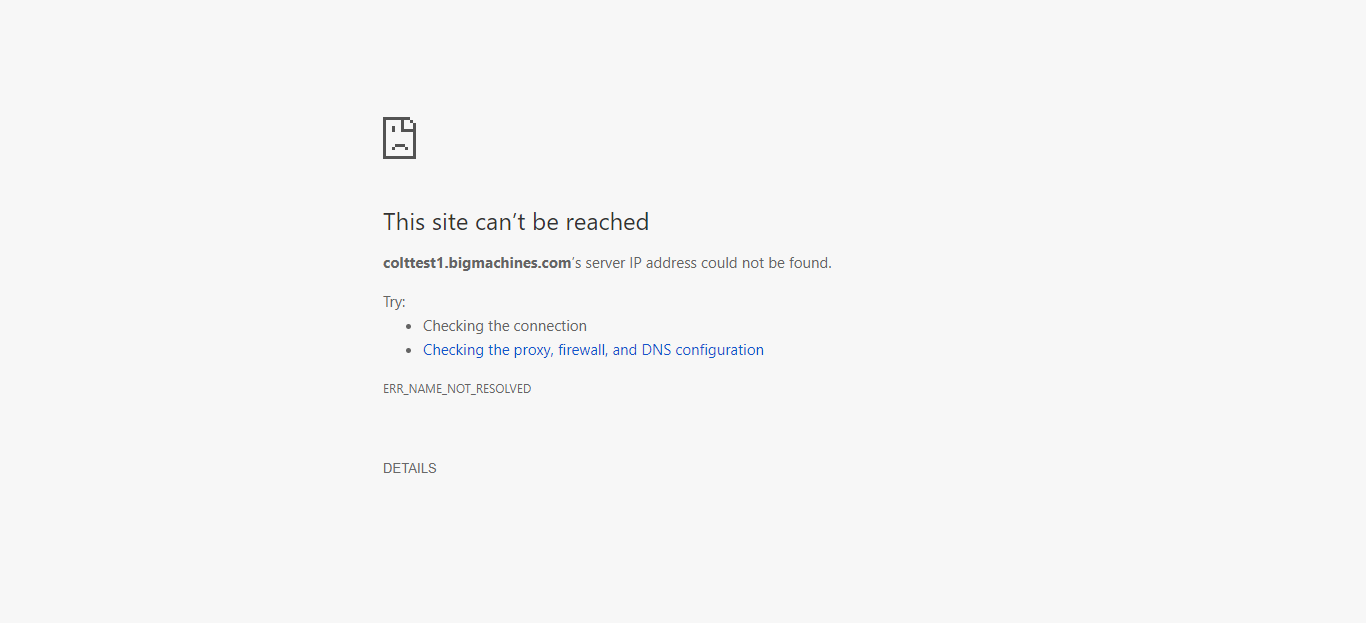 This site can’t be reached
colttest1.bigmachines.com’s server IP address could not be found.
Try:
• Checking the connection
• Checking the proxy, firewall, and DNS configuration
ERR_NAME_NOT_RESOLVED
DETAILS